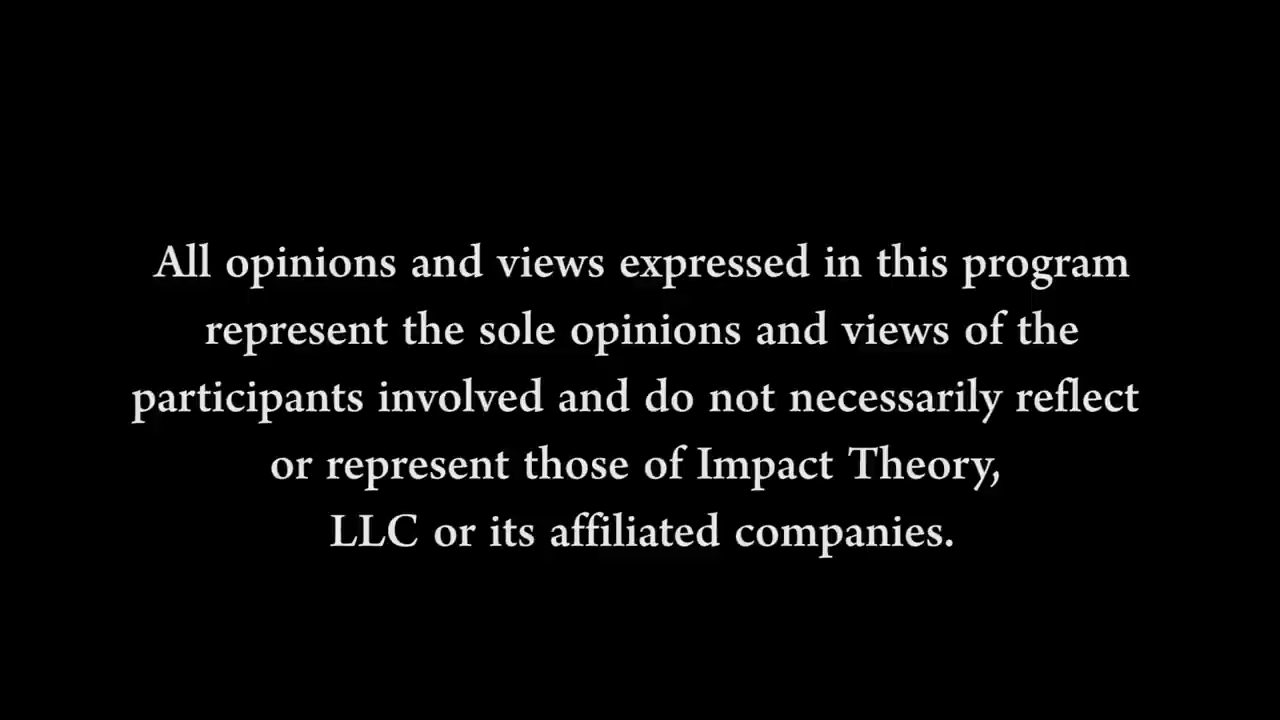 All opinions and views expressed in this program
represent the sole opinions and views of the
participants involved and do not necessarily reflect
or represent those of Impact Theory,
LLC or its affiliated companies.